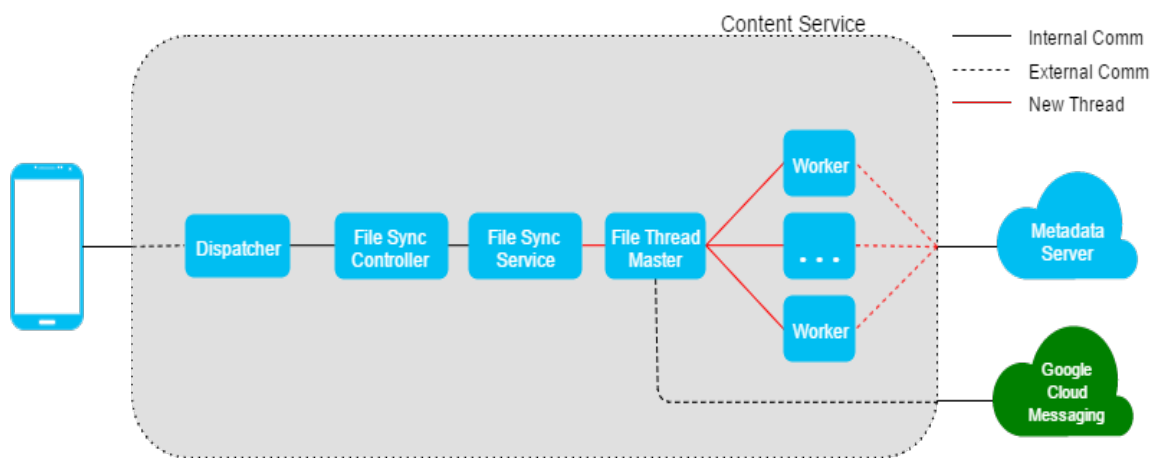 Content Service
Internal Comm
External Comm
New Thread
Dispatcher
File Sync
Controller
File Sync
Service
File Thread
Master
Worker
...
Worker
Metadata
Server
Google
Cloud
Messaging